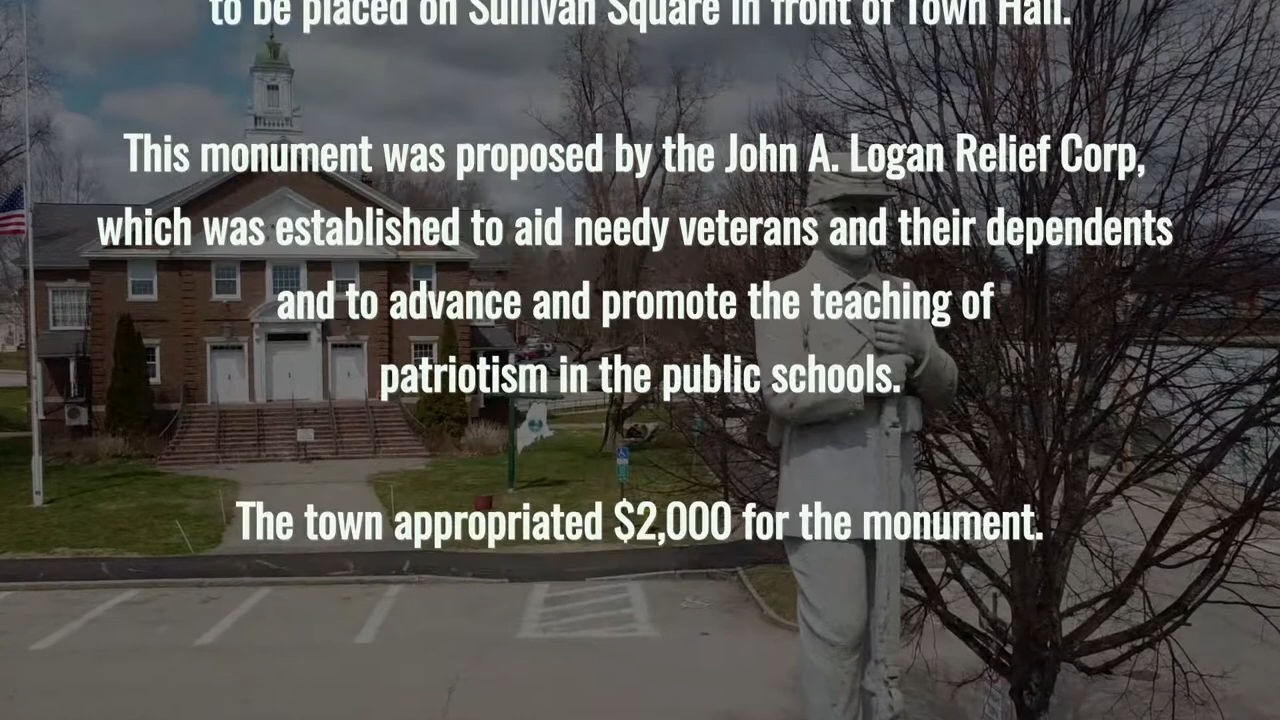 to be placed on Sullivan Square in front of Town Hall.
This monument was proposed by the John A. Logan Relief Corp,
which was established to aid needy veterans and their dependents
and to advance and promote the teaching of
patriotism in the public schools.
The town appropriated $2,000 for the monument.